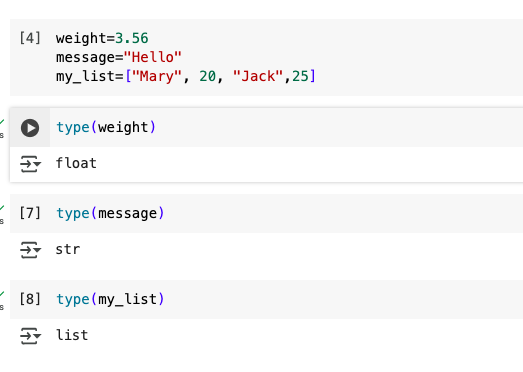 [4] weight=3.56
message="Hello"
my_list=["Mary", 20, "Jack",25]
type(weight)
s
float
[7] type(message)
s
str
[8] type(my_list)
s
list